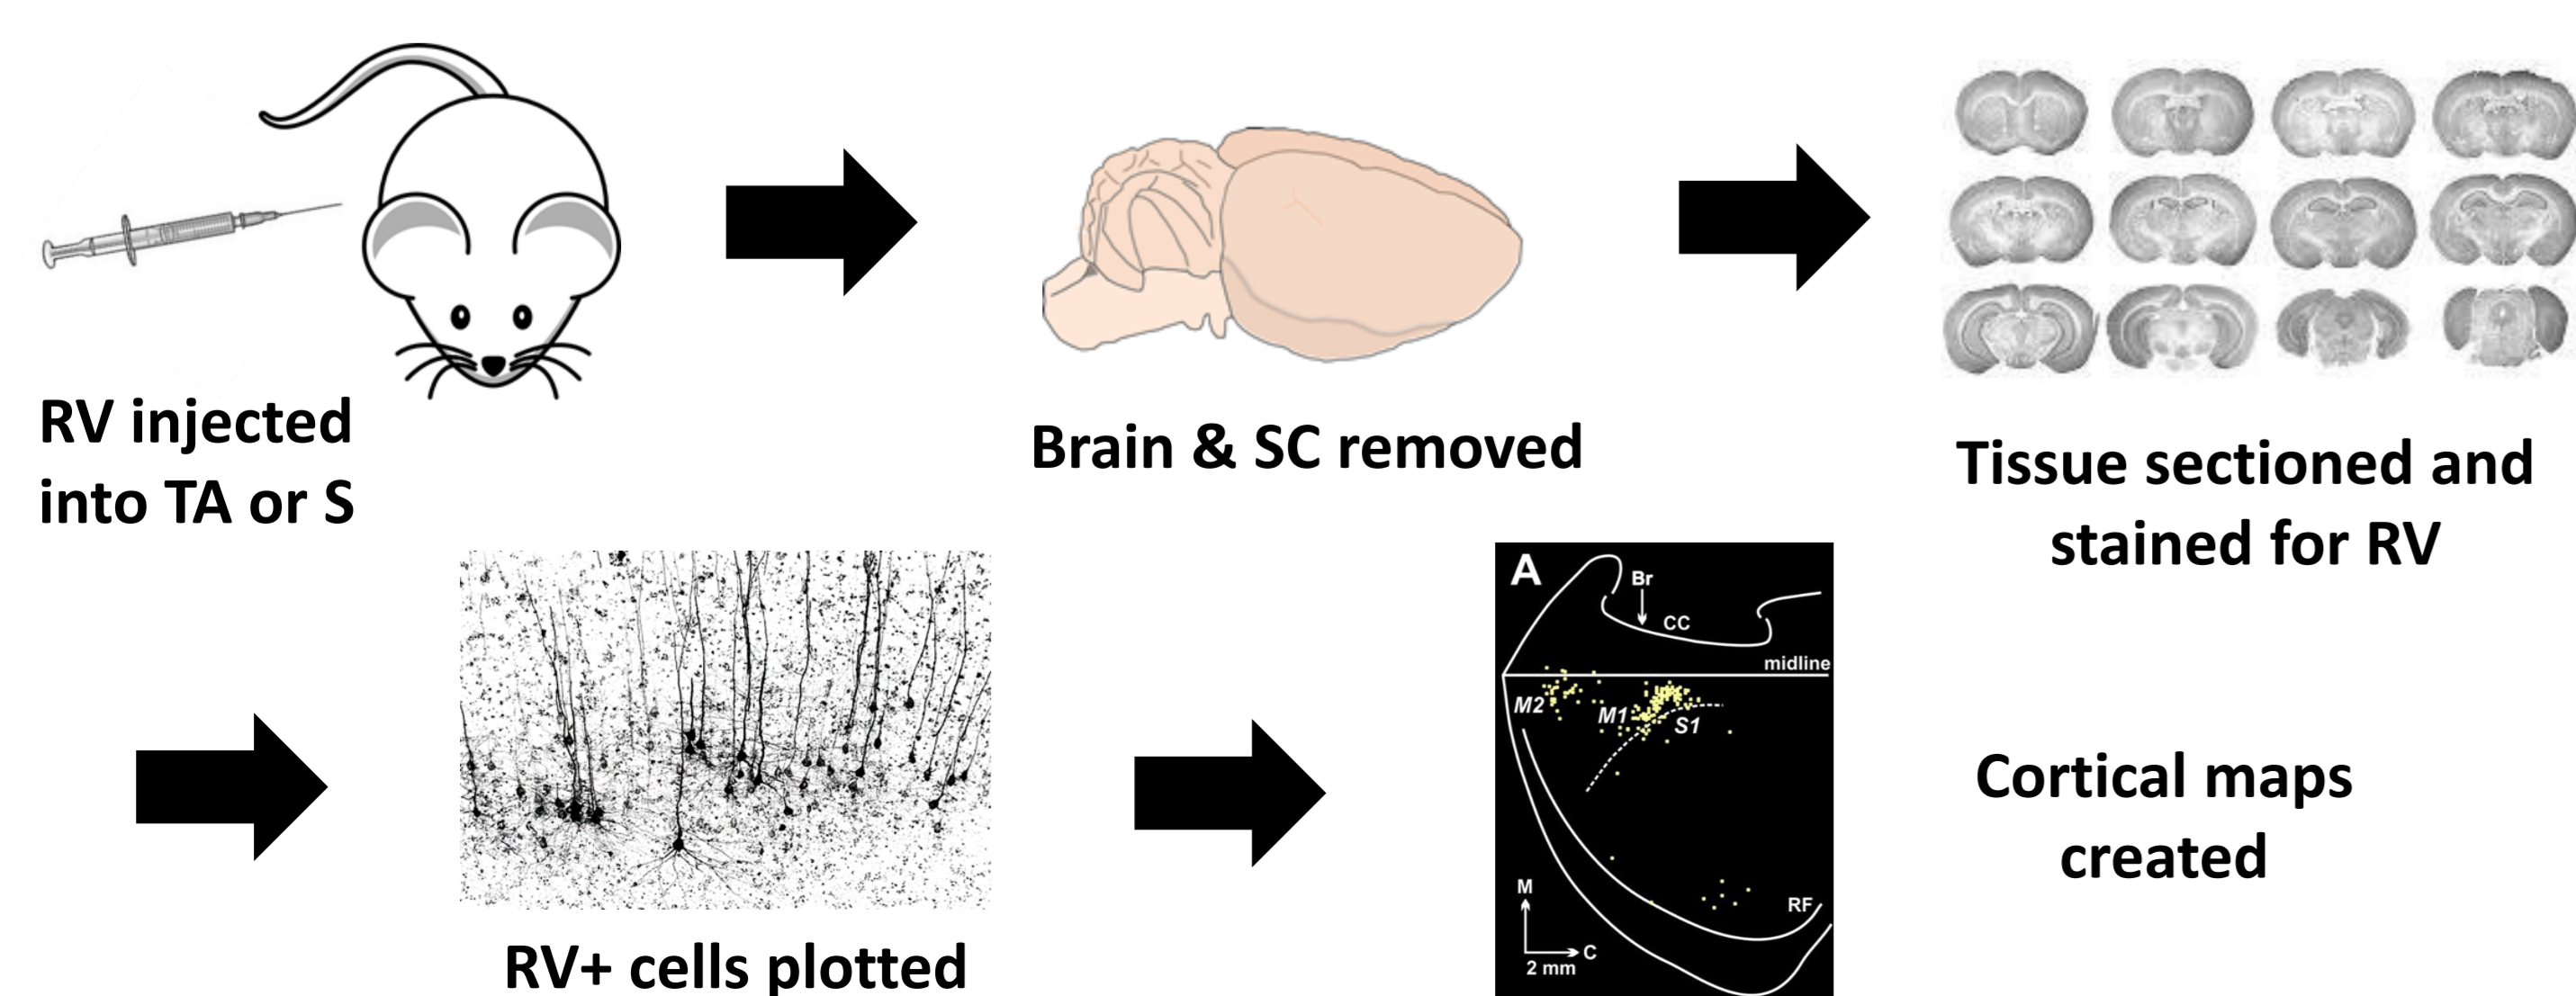 RV injected
into TA or S
Brain & SC removed
Tissue sectioned and
stained for RV
RV+ cells plotted
A
Br
CC
midline
M2
M1
S1
M
C
2 mm
RF
Cortical maps
created